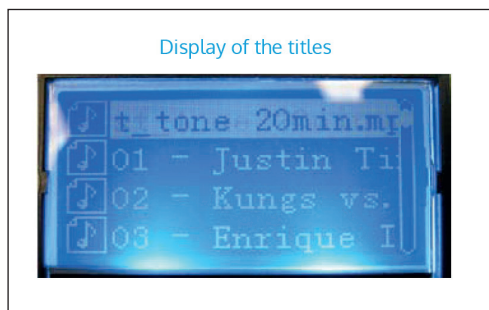 Display of the titles
t_tone 20min.mp
01 - Justin Ti
02 - Kungs vs.
03 - Enrique I